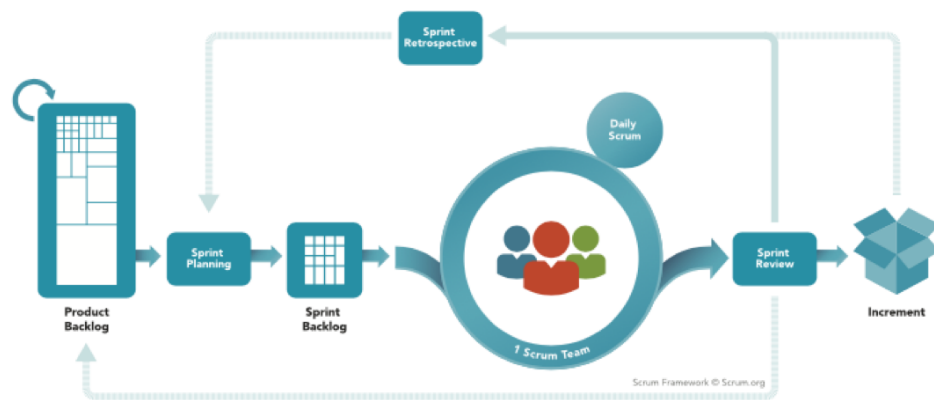 Sprint
Retrospective
Daily
Scrum
Sprint
Planning
Sprint
Review
Product
Backlog
Sprint
Backlog
1 Scrum Team
Increment
Scrum Framework © Scrum.org